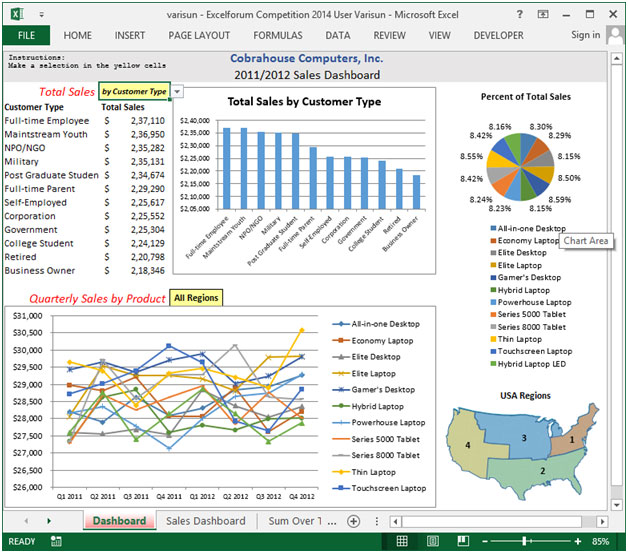 varisun - Excelforum Competition 2014 User Varisun - Microsoft Excel
FILE HOME INSERT PAGE LAYOUT FORMULAS DATA REVIEW VIEW DEVELOPER Sign in
Instructions:
Make a selection in the yellow cells
Cobrahouse Computers, Inc.
2011/2012 Sales Dashboard
Total Sales by Customer Type
Customer Type Total Sales
Full-time Employee $ 2,37,110
Mainstream Youth $ 2,36,950
NPO/NGO $ 2,35,282
Military $ 2,35,131
Post Graduate Studen $ 2,34,674
Full-time Parent $ 2,29,290
Self-Employed $ 2,25,617
Corporation $ 2,25,552
Government $ 2,25,304
College Student $ 2,24,129
Retired $ 2,20,798
Business Owner $ 2,18,346
Total Sales by Customer Type
$2,40,000
$2,35,000
$2,30,000
$2,25,000
$2,20,000
$2,15,000
$2,10,000
$2,05,000
Full-time Employee
Mainstream Youth
NPO/NGO
Military
Post Graduate Student
Full-time Parent
Self-Employed
Corporation
Government
College Student
Retired
Business Owner
Percent of Total Sales
8.16% 8.30%
8.42% 8.29%
8.55% 8.15%
8.42% 8.50%
8.24% 8.59%
8.23% 8.15%
All-in-one Desktop
Economy Laptop
Chart Area
Elite Desktop
Elite Laptop
Gamer's Desktop
Hybrid Laptop
Powerhouse Laptop
Series 5000 Tablet
Series 8000 Tablet
Thin Laptop
Touchscreen Laptop
Hybrid Laptop LED
Quarterly Sales by Product All Regions
$31,000
$30,500
$30,000
$29,500
$29,000
$28,500
$28,000
$27,500
$27,000
$26,500
$26,000
Q1 2011 Q2 2011 Q3 2011 Q4 2011 Q1 2012 Q2 2012 Q3 2012 Q4 2012
All-in-one Desktop
Economy Laptop
Elite Desktop
Elite Laptop
Gamer's Desktop
Hybrid Laptop
Powerhouse Laptop
Series 5000 Tablet
Series 8000 Tablet
Thin Laptop
Touchscreen Laptop
USA Regions
4
3
1
2
Dashboard Sales Dashboard Sum Over T ...
READY 85%